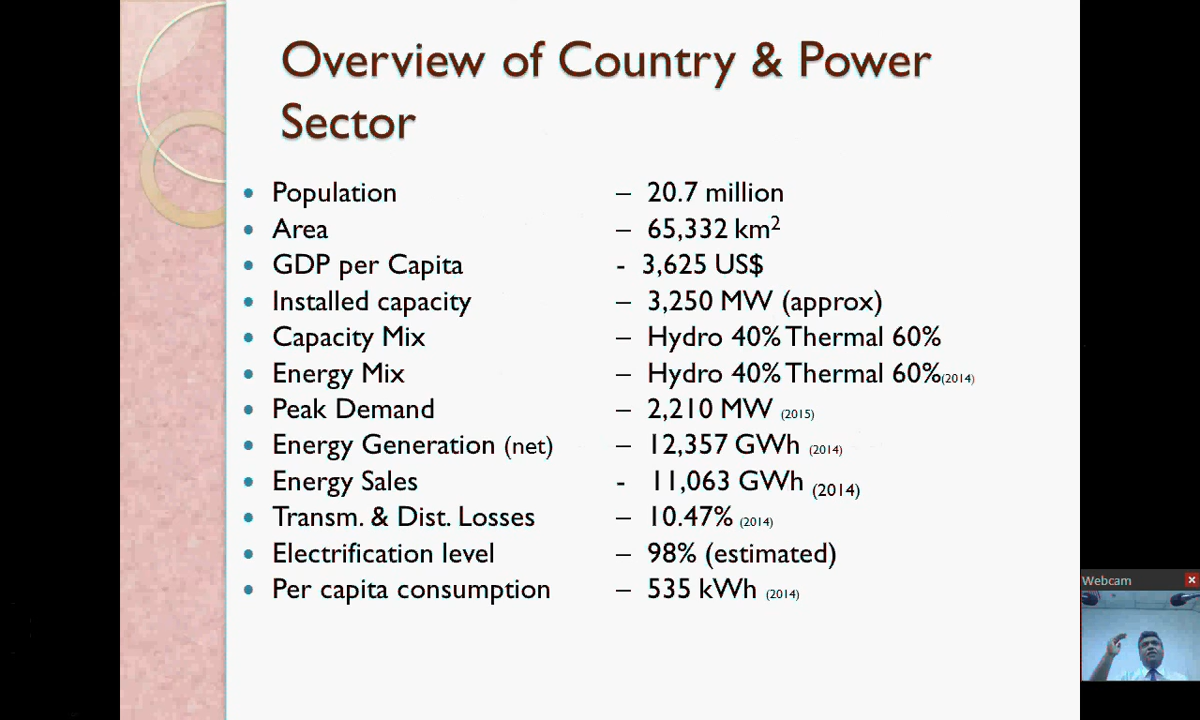 Overview of Country & Power
Sector
• Population – 20.7 million
• Area – 65,332 km²
• GDP per Capita - 3,625 US$
• Installed capacity – 3,250 MW (approx)
• Capacity Mix – Hydro 40% Thermal 60%
• Energy Mix – Hydro 40% Thermal 60%(2014)
• Peak Demand – 2,210 MW (2015)
• Energy Generation (net) – 12,357 GWh (2014)
• Energy Sales - 11,063 GWh (2014)
• Transm. & Dist. Losses – 10.47% (2014)
• Electrification level – 98% (estimated)
• Per capita consumption – 535 kWh (2014)
Webcam